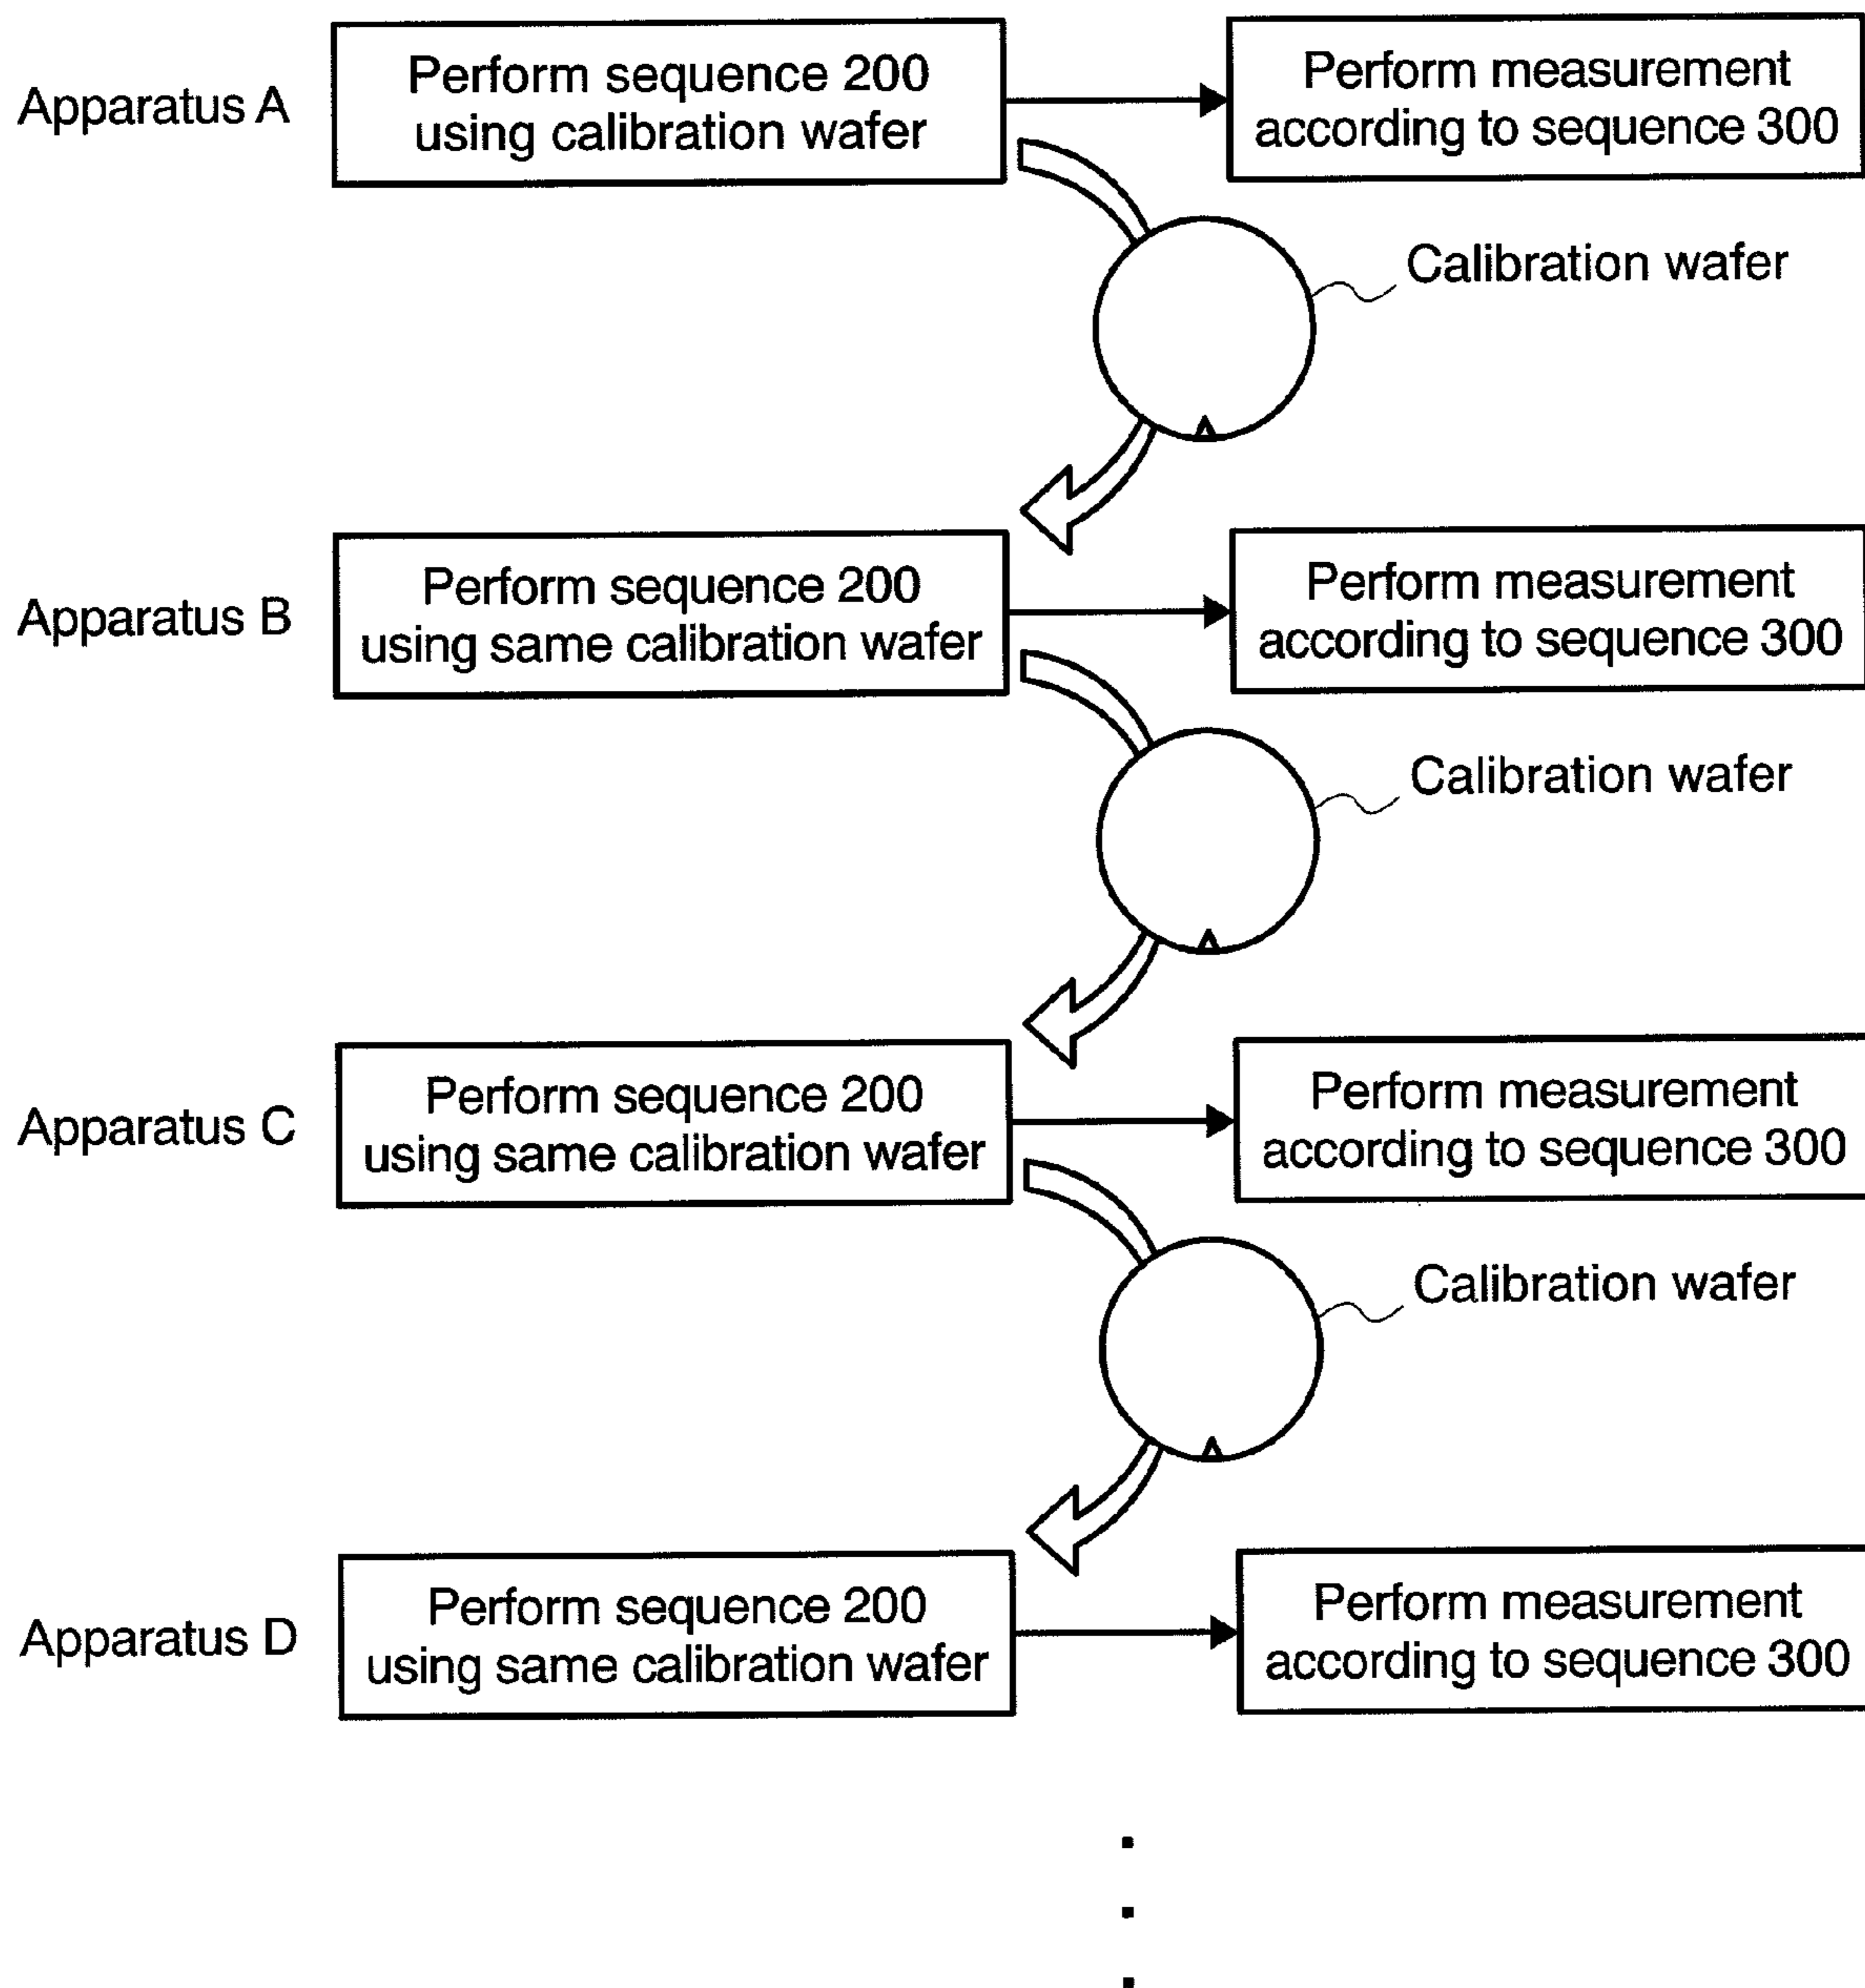 Apparatus A
Perform sequence 200
using calibration wafer
Perform measurement
according to sequence 300
Calibration wafer
Apparatus B
Perform sequence 200
using same calibration wafer
Perform measurement
according to sequence 300
Calibration wafer
Apparatus C
Perform sequence 200
using same calibration wafer
Perform measurement
according to sequence 300
Calibration wafer
Apparatus D
Perform sequence 200
using same calibration wafer
Perform measurement
according to sequence 300